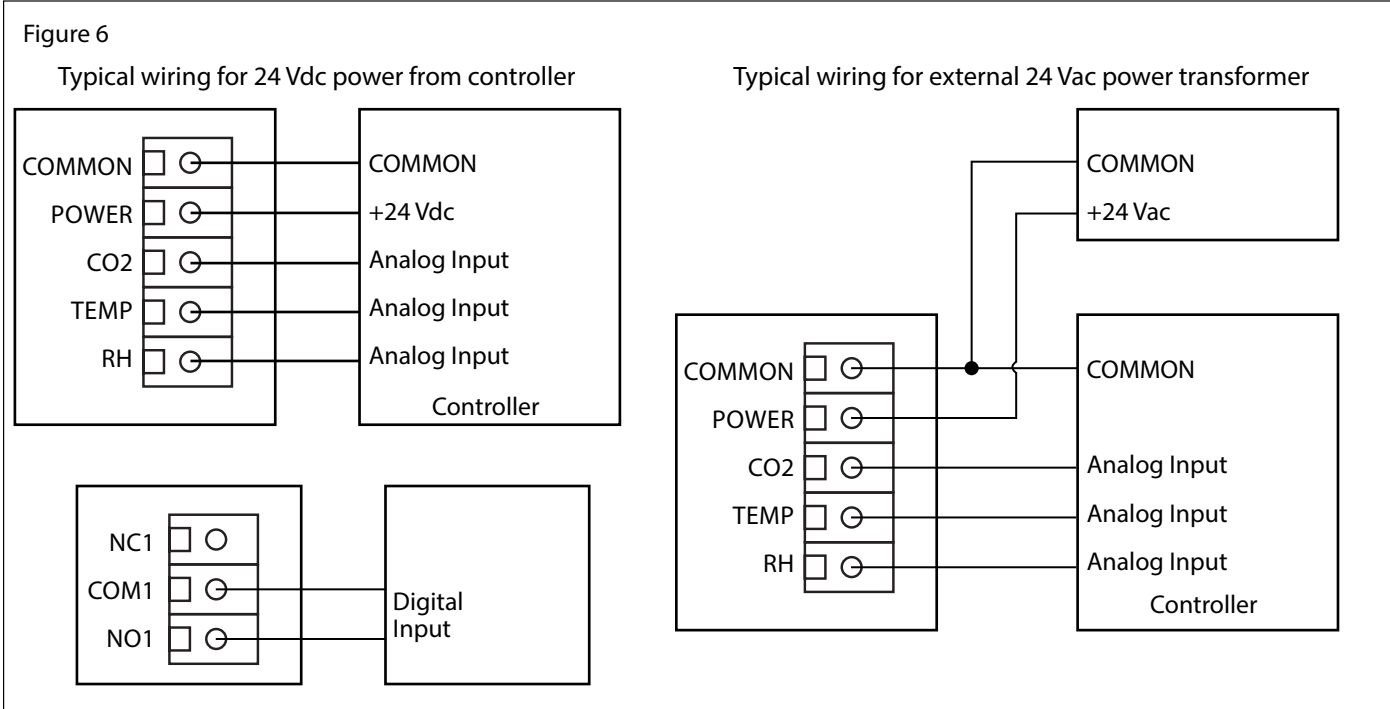 Figure 6
Typical wiring for 24 Vdc power from controller
COMMON
POWER
CO2
TEMP
RH
COMMON
+24 Vdc
Analog Input
Analog Input
Analog Input
Controller
NC1
COM1
NO1
Digital
Input
Typical wiring for external 24 Vac power transformer
COMMON
+24 Vac
COMMON
POWER
CO2
TEMP
RH
COMMON
Analog Input
Analog Input
Analog Input
Controller